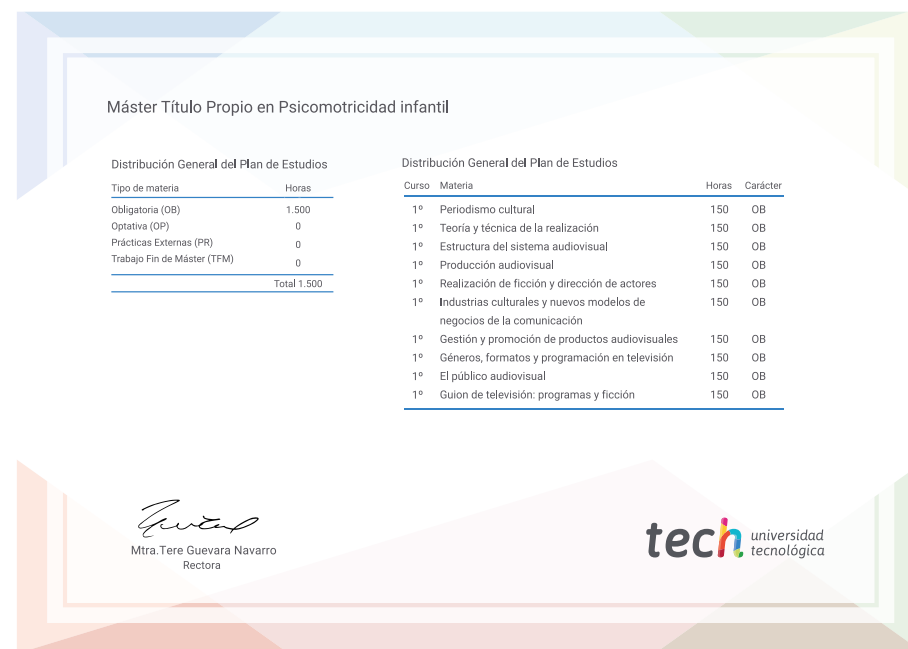 Máster Título Propio en Psicomotricidad infantil
Distribución General del Plan de Estudios
Tipo de materia Horas
Obligatoria (OB) 1.500
Optativa (OP) 0
Prácticas Externas (PR) 0
Trabajo Fin de Máster (TFM) 0
Total 1.500
Distribución General del Plan de Estudios
Curso Materia Horas Carácter
1º Periodismo cultural 150 OB
1º Teoría y técnica de la realización 150 OB
1º Estructura del sistema audiovisual 150 OB
1º Producción audiovisual 150 OB
1º Realización de ficción y dirección de actores 150 OB
1º Industrias culturales y nuevos modelos de 150 OB
negocios de la comunicación
1º Gestión y promoción de productos audiovisuales 150 OB
1º Géneros, formatos y programación en televisión 150 OB
1º El público audiovisual 150 OB
1º Guion de televisión: programas y ficción 150 OB
Mtra.Tere Guevara Navarro
Rectora
tech universidad
tecnológica